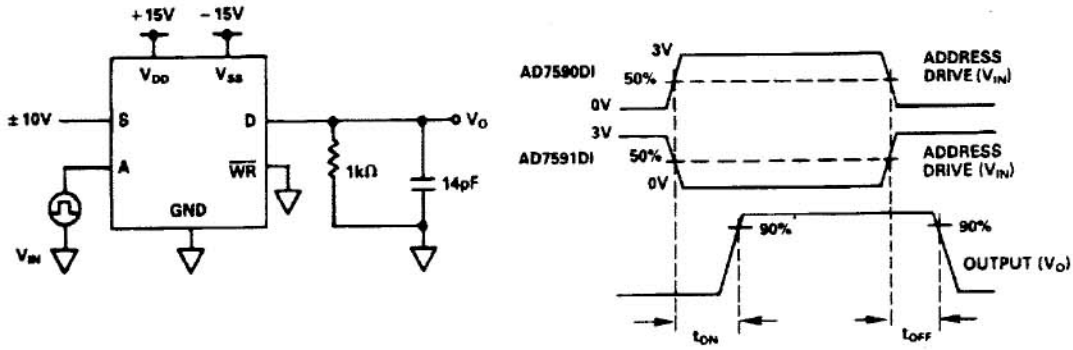 +15V
-15V
VDD
VSS
±10V
S
D
VO
A
WR
1kΩ
14pF
GND
VIN
3V
AD7590DI
50%
0V
ADDRESS
DRIVE (VIN)
3V
AD7591DI
50%
0V
ADDRESS
DRIVE (VIN)
90%
90%
OUTPUT (VO)
tON
tOFF